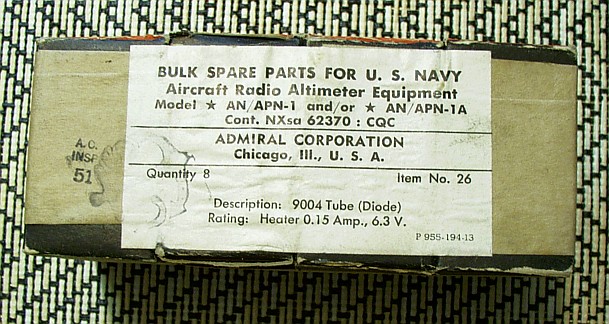 BULK SPARE PARTS FOR U. S. NAVY
Aircraft Radio Altimeter Equipment
Model ★ AN/APN-1 and/or ★ AN/APN-1A
Cont. NXsa 62370 : CQC
ADMIRAL CORPORATION
Chicago, Ill., U. S. A.
Quantity 8 Item No. 26
Description: 9004 Tube (Diode)
Rating: Heater 0.15 Amp., 6.3 V.
P 955-194-13
A.C.
INSP
51